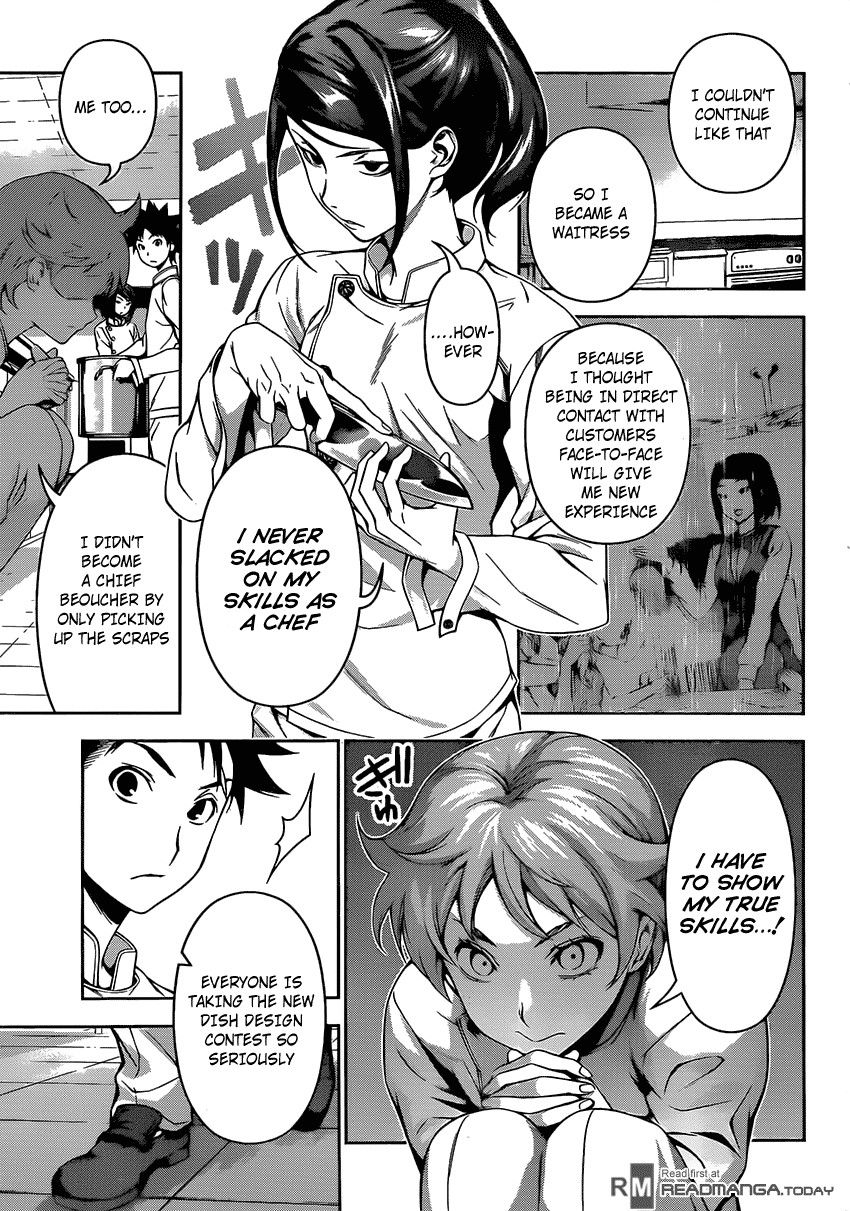 I COULDN'T
CONTINUE
LIKE THAT
SO I
BECAME A
WAITRESS
BECAUSE
I THOUGHT
BEING IN DIRECT
CONTACT WITH
CUSTOMERS
FACE-TO-FACE
WILL GIVE
ME NEW
EXPERIENCE
....HOW-
EVER
キュッ
I NEVER
SLACKED
ON MY
SKILLS AS
A CHEF
ME TOO...
I DIDN'T
BECOME
A CHIEF
BEOUCHER BY
ONLY PICKING
UP THE SCRAPS
I HAVE
TO SHOW
MY TRUE
SKILLS...!
EVERYONE IS
TAKING THE NEW
DISH DESIGN
CONTEST SO
SERIOUSLY
RM
Read first at
READMANGA.TODAY